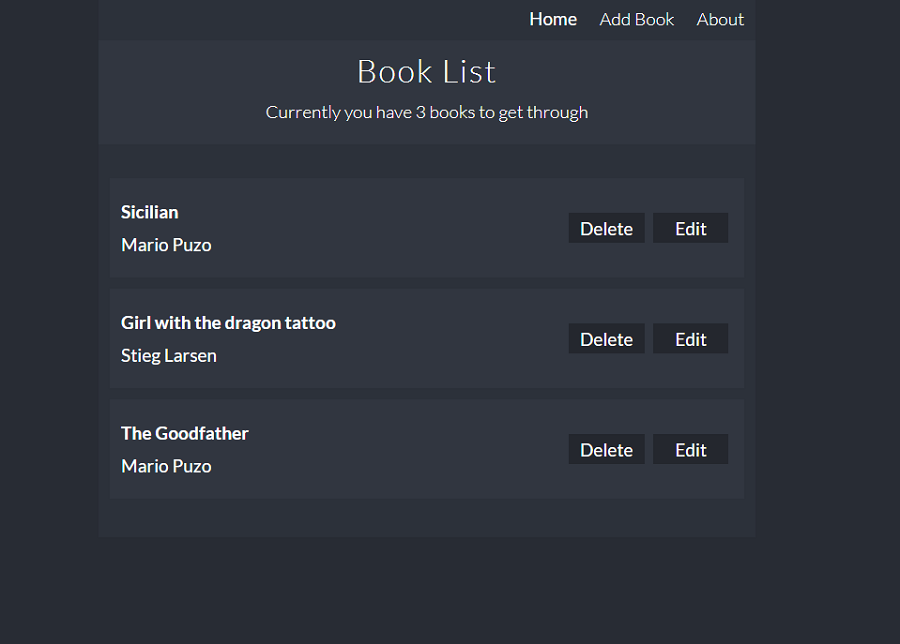 Home Add Book About
Book List
Currently you have 3 books to get through
Sicilian
Mario Puzo
Delete Edit
Girl with the dragon tattoo
Stieg Larsen
Delete Edit
The Goodfather
Mario Puzo
Delete Edit